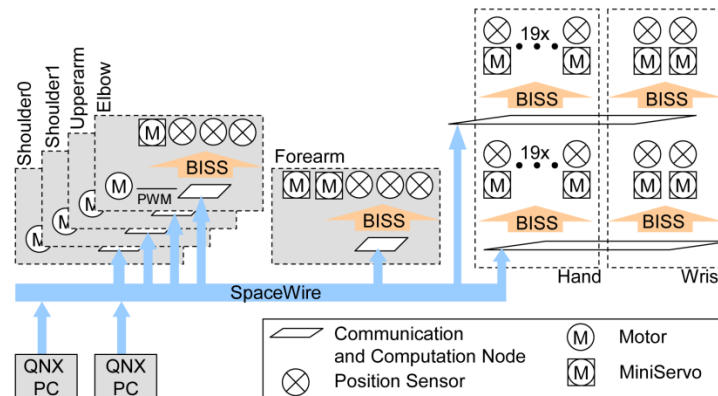 Shoulder0
Shoulder1
Upperarm
Elbow
M
BISS
M
PWM
M
M
M
Forearm
M M
BISS
19x
M M
M M
BISS
BISS
19x
M M
M M
BISS
BISS
Hand
Wris
SpaceWire
QNX
PC
QNX
PC
Communication
and Computation Node
Position Sensor
M Motor
M MiniServo